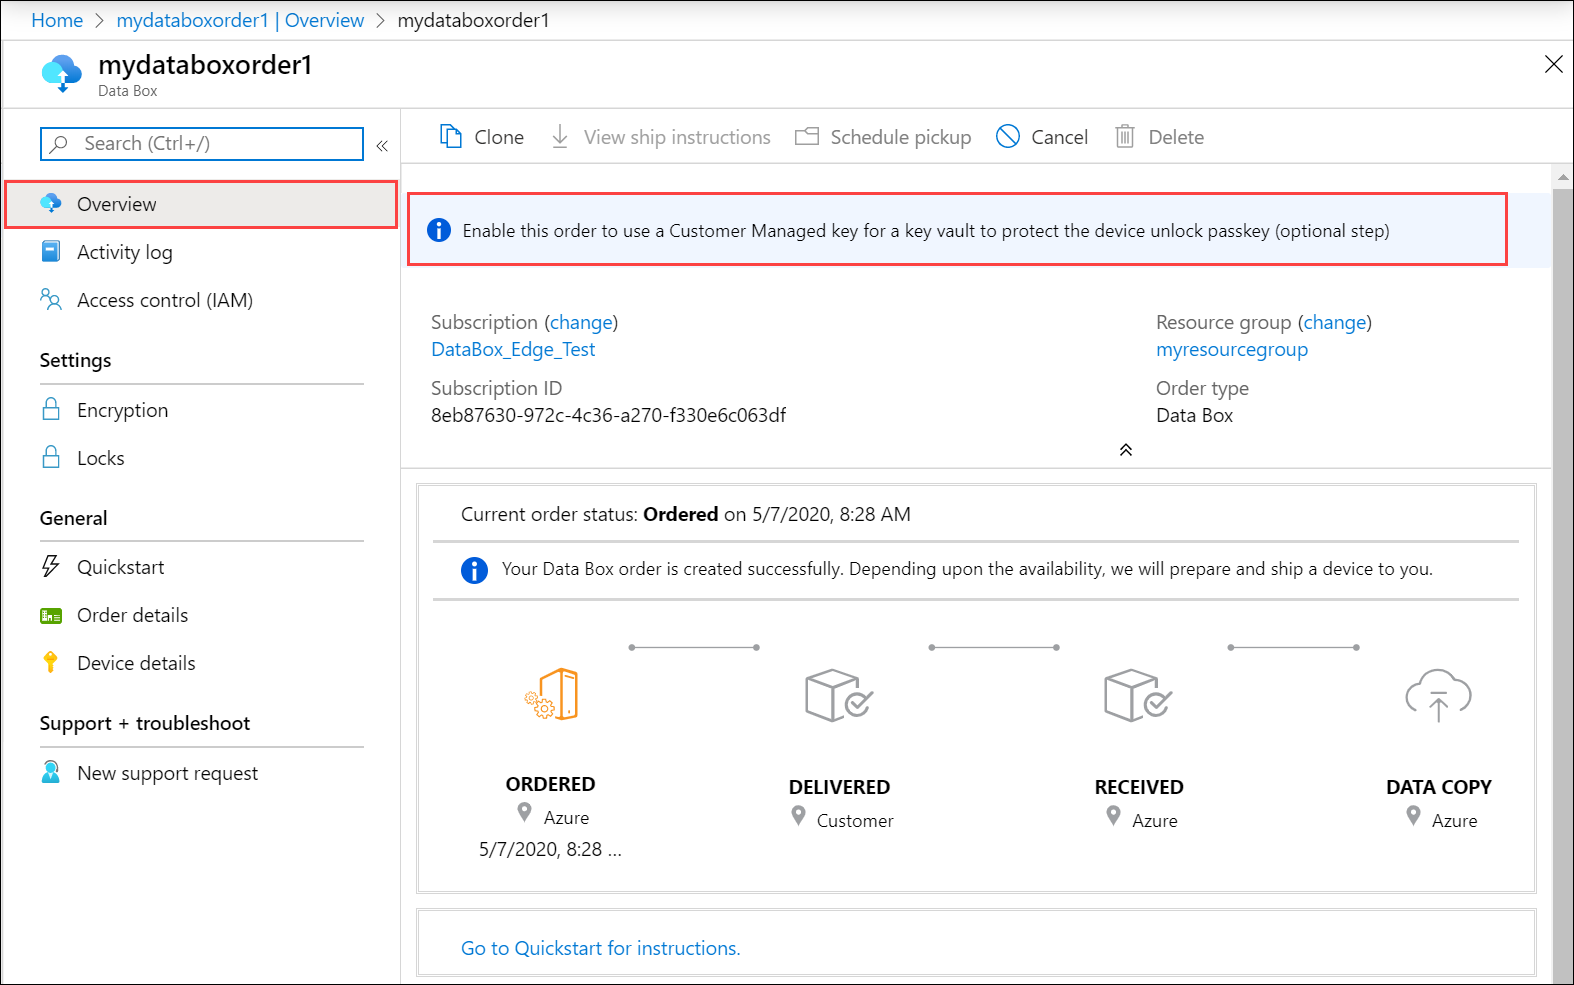 Home > mydataboxorder1 | Overview > mydataboxorder1
mydataboxorder1
Data Box
Search (Ctrl+/)
«
Clone
View ship instructions
Schedule pickup
Cancel
Delete
Overview
Activity log
Access control (IAM)
Settings
Encryption
Locks
General
Quickstart
Order details
Device details
Support + troubleshoot
New support request
Enable this order to use a Customer Managed key for a key vault to protect the device unlock passkey (optional step)
Subscription (change)
DataBox_Edge_Test
Subscription ID
8eb87630-972c-4c36-a270-f330e6c063df
Resource group (change)
myresourcegroup
Order type
Data Box
Current order status: Ordered on 5/7/2020, 8:28 AM
Your Data Box order is created successfully. Depending upon the availability, we will prepare and ship a device to you.
ORDERED
Azure
5/7/2020, 8:28 ...
DELIVERED
Customer
RECEIVED
Azure
DATA COPY
Azure
Go to Quickstart for instructions.